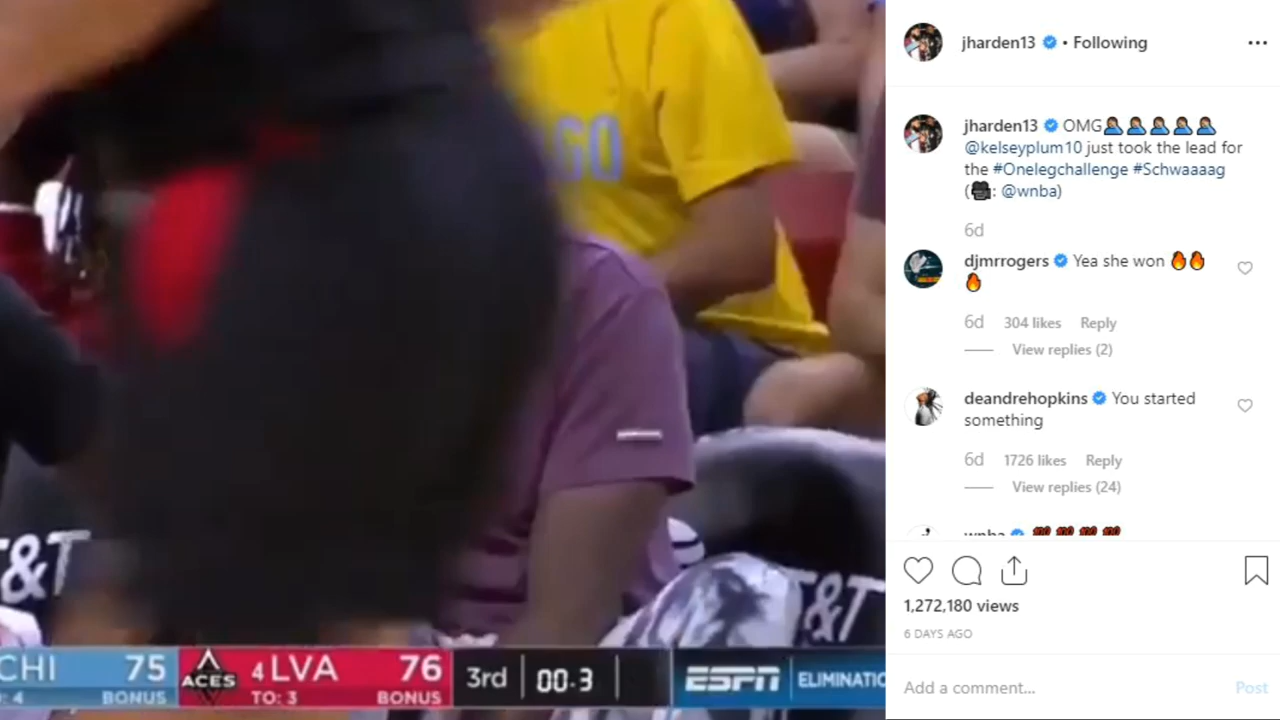 jharden13 • Following
jharden13 OMG🤦🏽‍♂️🤦🏽‍♂️🤦🏽‍♂️🤦🏽‍♂️🤦🏽‍♂️
@kelseyplum10 just took the lead for
the #Onelegchallenge #Schwaaaag
(🎥: @wnba)
6d
djmrrogers Yea she won 🔥🔥
🔥
6d 304 likes Reply
View replies (2)
deandrehopkins You started
something
6d 1726 likes Reply
View replies (24)
wnba 💯 💯 💯 💯
1,272,180 views
6 DAYS AGO
Add a comment... Post
GO
T&T
T&T
CHI 75 ACES 4 LVA 76 3rd 00.3 ESPN ELIMINATIO
: 4 BONUS TO: 3 BONUS